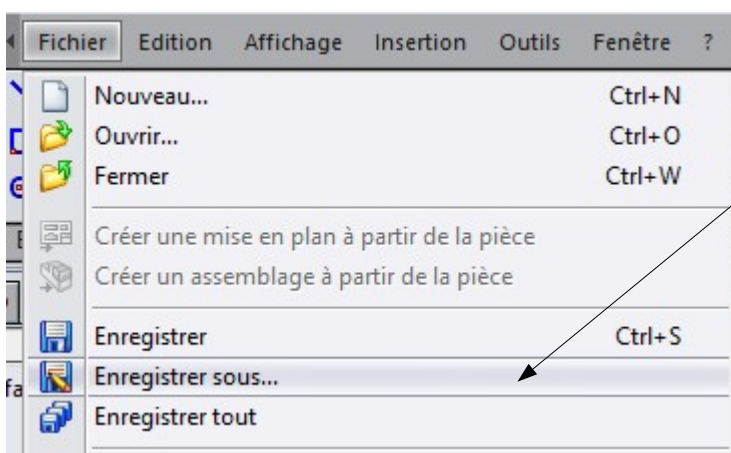 Fichier Edition Affichage Insertion Outils Fenêtre ?
Nouveau... Ctrl+N
Ouvrir... Ctrl+O
Fermer Ctrl+W
Créer une mise en plan à partir de la pièce
Créer un assemblage à partir de la pièce
Enregistrer Ctrl+S
Enregistrer sous...
fa
Enregistrer tout